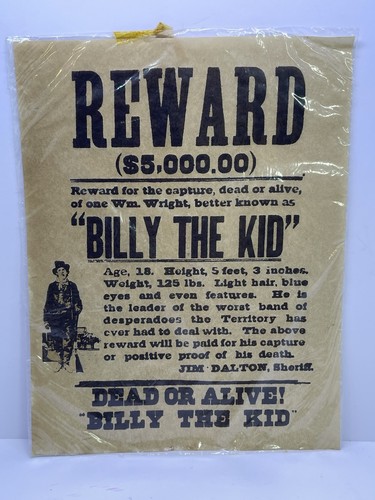 REWARD
($5,000.00)
Reward for the capture, dead or alive,
of one Wm. Wright, better known as
"BILLY THE KID"
Age, 18. Height, 5 feet, 3 inches.
Weight, 125 lbs. Light hair, blue
eyes and even features. He is
the leader of the worst band of
desperadoes the Territory has
ever had to deal with. The above
reward will be paid for his capture
or positive proof of his death.
JIM DALTON, Sheriff.
DEAD OR ALIVE!
"BILLY THE KID"